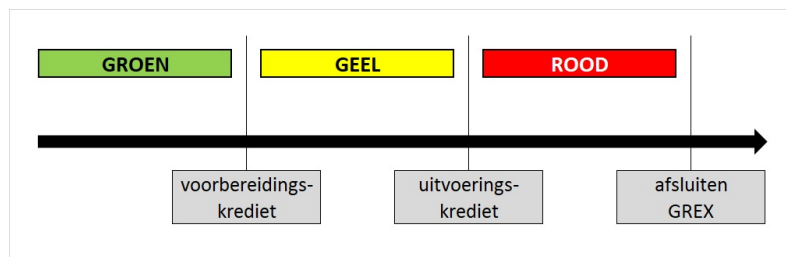 GROEN
GEEL
ROOD
voorbereidings-
krediet
uitvoerings-
krediet
afsluiten
GREX